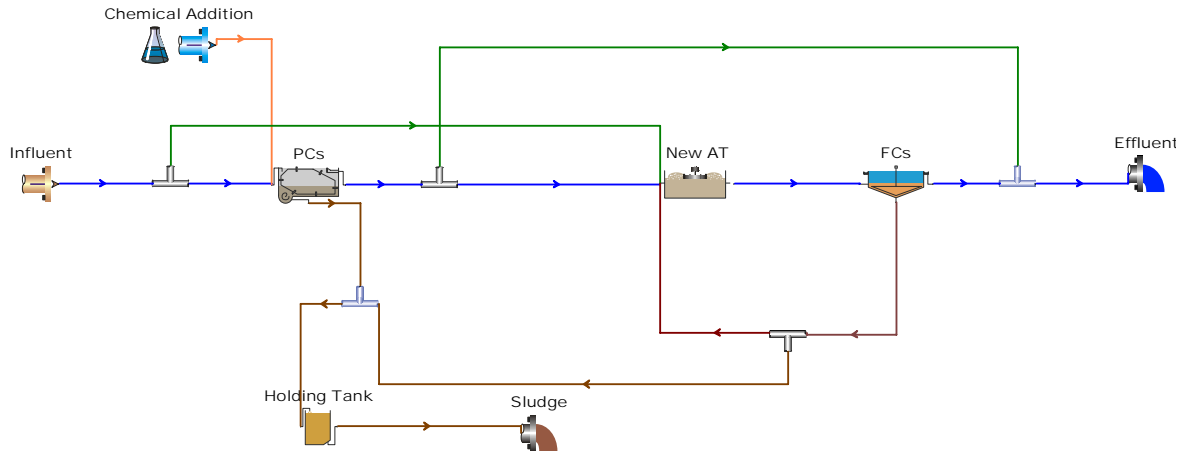 Chemical Addition
Influent
PCs
New AT
FCs
Effluent
Holding Tank
Sludge